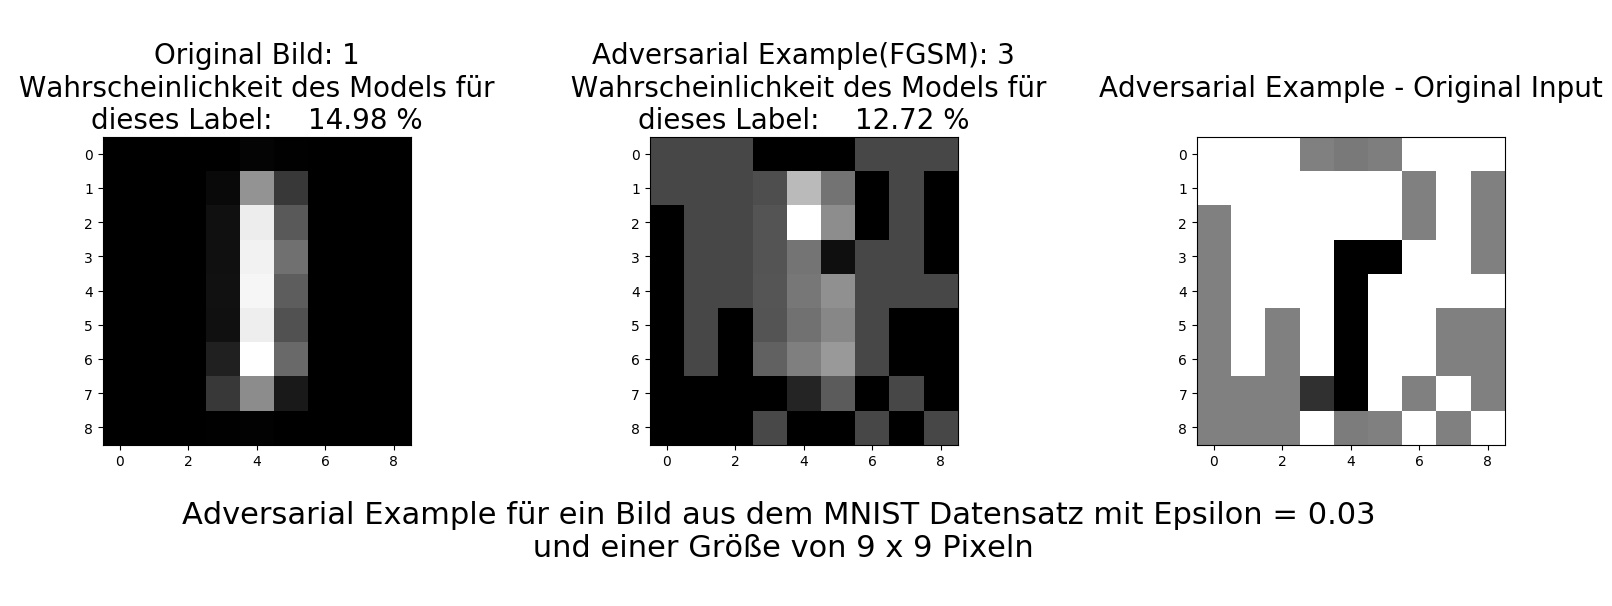 Original Bild: 1
Wahrscheinlichkeit des Models für
dieses Label: 14.98 %
0
1
2
3
4
5
6
7
8
0 2 4 6 8
Adversarial Example(FGSM): 3
Wahrscheinlichkeit des Models für
dieses Label: 12.72 %
0
1
2
3
4
5
6
7
8
0 2 4 6 8
Adversarial Example - Original Input
0
1
2
3
4
5
6
7
8
0 2 4 6 8
Adversarial Example für ein Bild aus dem MNIST Datensatz mit Epsilon = 0.03
und einer Größe von 9 x 9 Pixeln